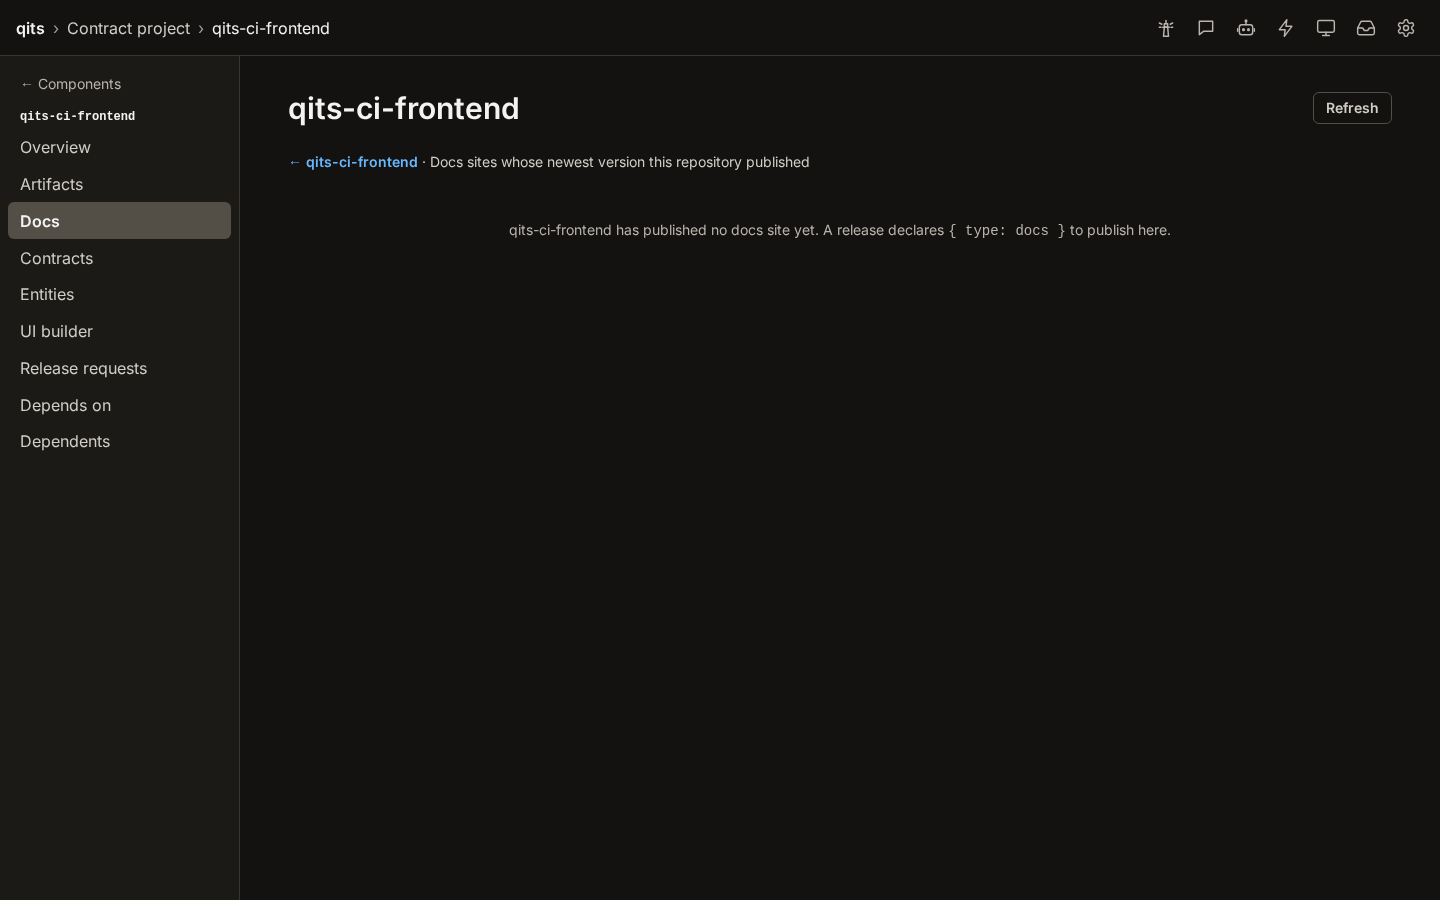 qits › Contract project › qits-ci-frontend
← Components
qits-ci-frontend
Overview
Artifacts
Docs
Contracts
Entities
UI builder
Release requests
Depends on
Dependents
qits-ci-frontend
Refresh
← qits-ci-frontend · Docs sites whose newest version this repository published
qits-ci-frontend has published no docs site yet. A release declares { type: docs } to publish here.